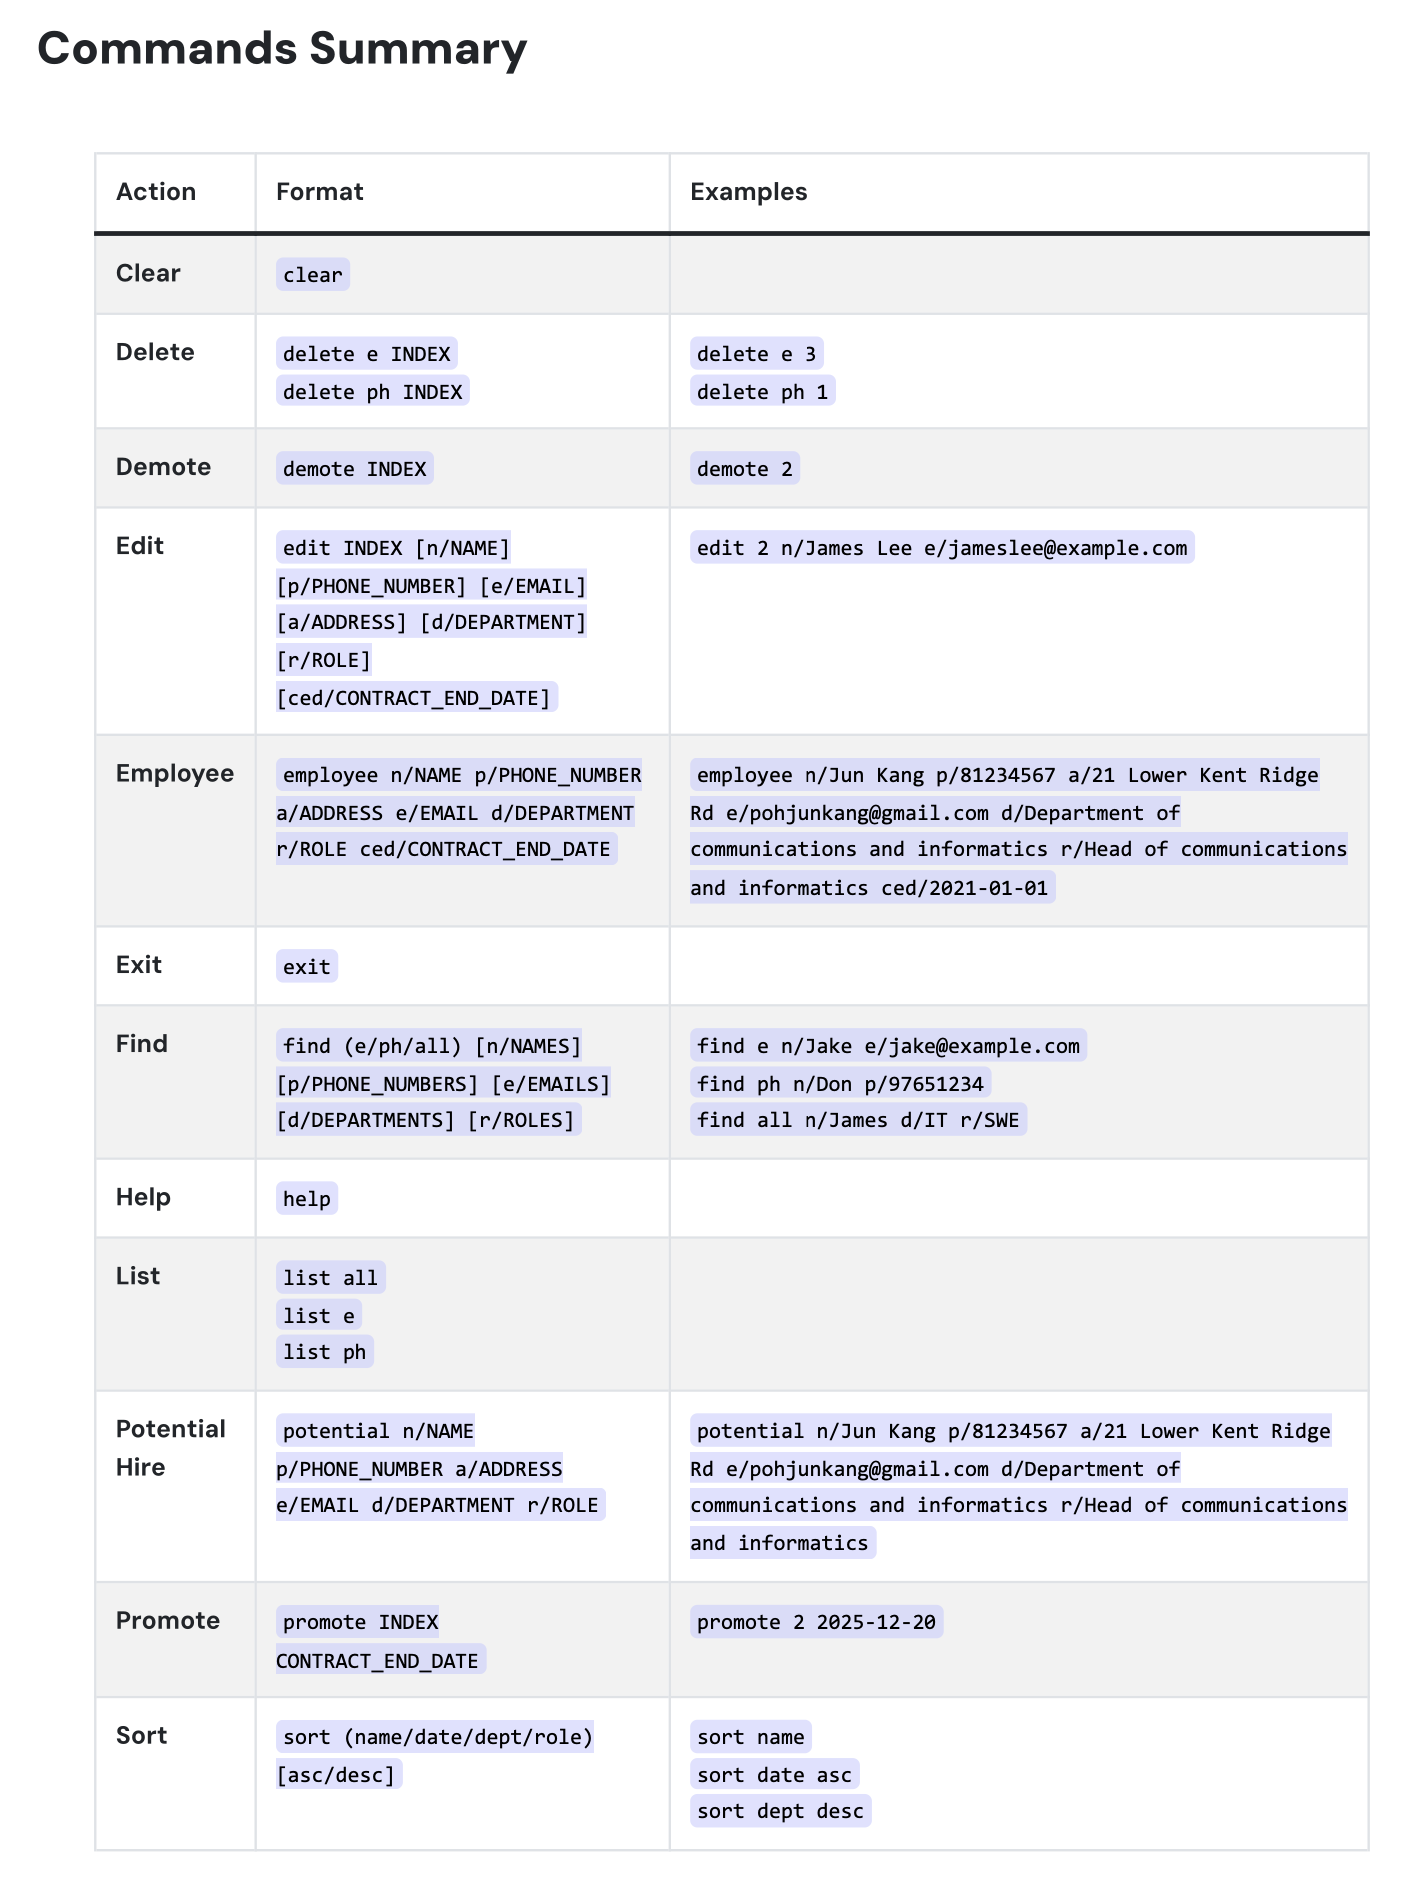 Commands Summary
Action Format Examples
Clear clear
Delete delete e INDEX delete e 3
delete ph INDEX delete ph 1
Demote demote INDEX demote 2
Edit edit INDEX [n/NAME] edit 2 n/James Lee e/jameslee@example.com
[p/PHONE_NUMBER] [e/EMAIL]
[a/ADDRESS] [d/DEPARTMENT]
[r/ROLE]
[ced/CONTRACT_END_DATE]
Employee employee n/NAME p/PHONE_NUMBER employee n/Jun Kang p/81234567 a/21 Lower Kent Ridge
a/ADDRESS e/EMAIL d/DEPARTMENT Rd e/pohjunkang@gmail.com d/Department of
r/ROLE ced/CONTRACT_END_DATE communications and informatics r/Head of communications
and informatics ced/2021-01-01
Exit exit
Find find (e/ph/all) [n/NAMES] find e n/Jake e/jake@example.com
[p/PHONE_NUMBERS] [e/EMAILS] find ph n/Don p/97651234
[d/DEPARTMENTS] [r/ROLES] find all n/James d/IT r/SWE
Help help
List list all
list e
list ph
Potential potential n/NAME potential n/Jun Kang p/81234567 a/21 Lower Kent Ridge
Hire p/PHONE_NUMBER a/ADDRESS Rd e/pohjunkang@gmail.com d/Department of
e/EMAIL d/DEPARTMENT r/ROLE communications and informatics r/Head of communications
and informatics
Promote promote INDEX promote 2 2025-12-20
CONTRACT_END_DATE
Sort sort (name/date/dept/role) sort name
[asc/desc] sort date asc
sort dept desc